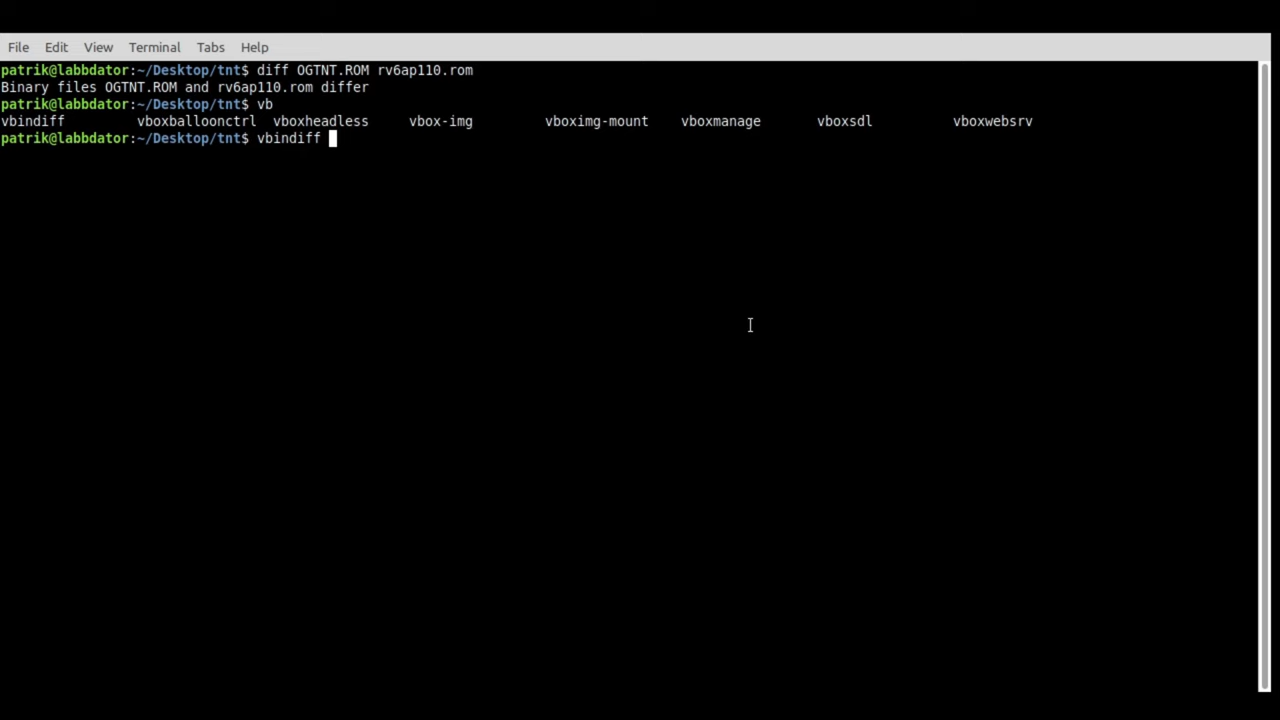 File Edit View Terminal Tabs Help
patrik@labbdator:~/Desktop/tnt$ diff OGTNT.ROM rv6ap110.rom
Binary files OGTNT.ROM and rv6ap110.rom differ
patrik@labbdator:~/Desktop/tnt$ vb
vbindiff vboxballoonctrl vboxheadless vbox-img vboximg-mount vboxmanage vboxsdl vboxwebsrv
patrik@labbdator:~/Desktop/tnt$ vbindiff